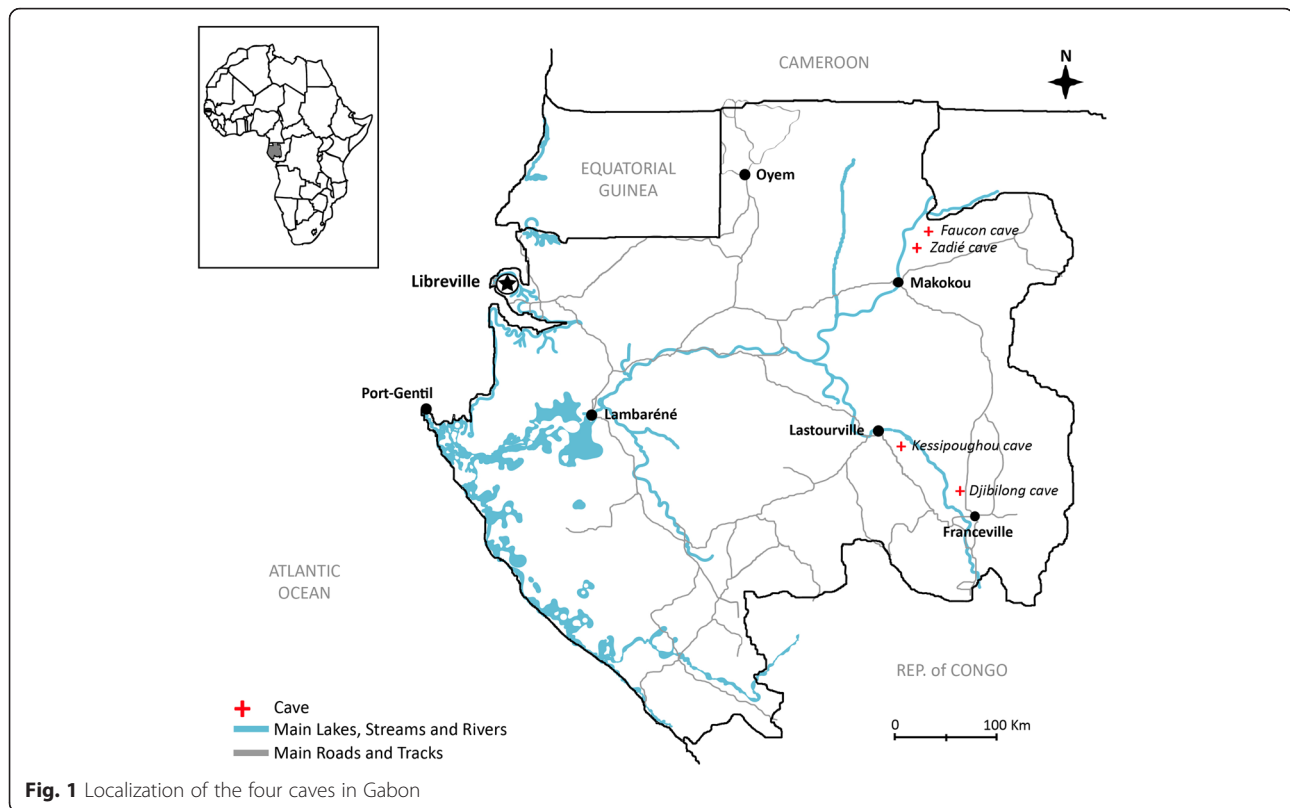 CAMEROON
N
EQUATORIAL
GUINEA
Oyem
Faucon cave
Zadié cave
Libreville
Makokou
Port-Gentil
Lambaréné
Lastourville
Kessipoughou cave
Djibilong cave
Franceville
ATLANTIC
OCEAN
REP. of CONGO
Cave
Main Lakes, Streams and Rivers
Main Roads and Tracks
0 100 Km
Fig. 1 Localization of the four caves in Gabon